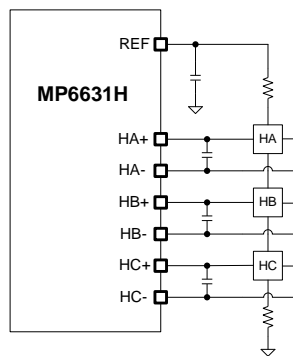 REF
MP6631H
HA+
HA
HA-
HB+
HB
HB-
HC+
HC
HC-